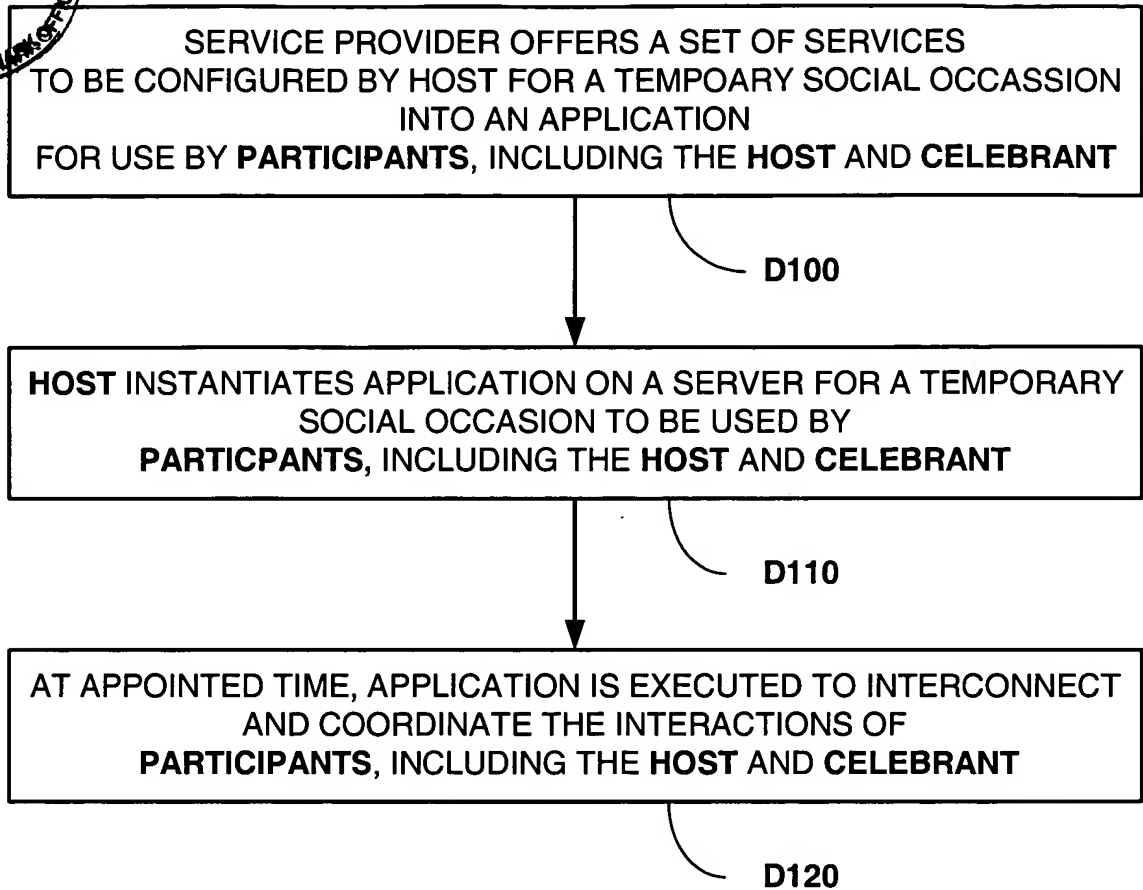 SERVICE PROVIDER OFFERS A SET OF SERVICES
TO BE CONFIGURED BY HOST FOR A TEMPOARY SOCIAL OCCASSION
INTO AN APPLICATION
FOR USE BY PARTICIPANTS, INCLUDING THE HOST AND CELEBRANT
D100
HOST INSTANTIATES APPLICATION ON A SERVER FOR A TEMPORARY
SOCIAL OCCASION TO BE USED BY
PARTICPANTS, INCLUDING THE HOST AND CELEBRANT
D110
AT APPOINTED TIME, APPLICATION IS EXECUTED TO INTERCONNECT
AND COORDINATE THE INTERACTIONS OF
PARTICIPANTS, INCLUDING THE HOST AND CELEBRANT
D120